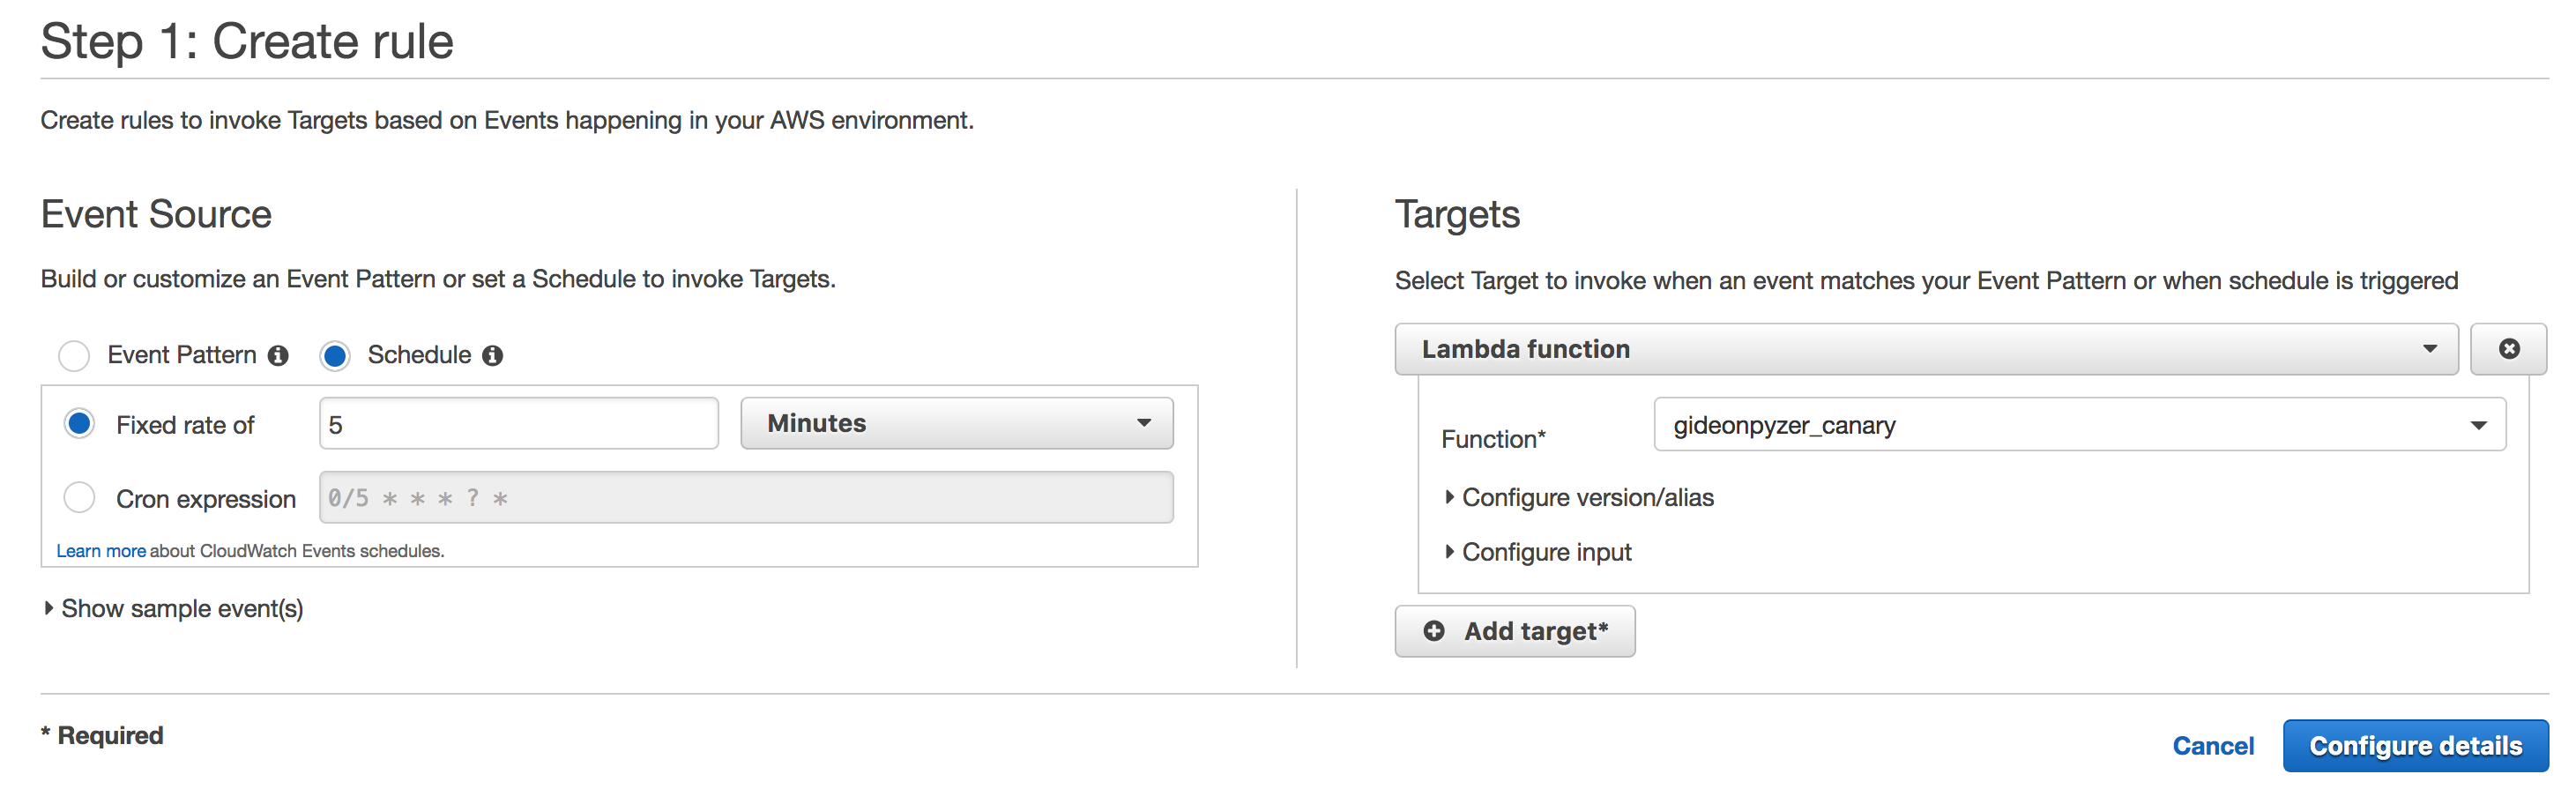 Step 1: Create rule
Create rules to invoke Targets based on Events happening in your AWS environment.
Event Source
Build or customize an Event Pattern or set a Schedule to invoke Targets.
Event Pattern Schedule
Fixed rate of 5 Minutes
Cron expression 0/5 * * * ? *
Learn more about CloudWatch Events schedules.
Show sample event(s)
Targets
Select Target to invoke when an event matches your Event Pattern or when schedule is triggered
Lambda function
Function* gideonpyzer_canary
Configure version/alias
Configure input
Add target*
* Required
Cancel Configure details